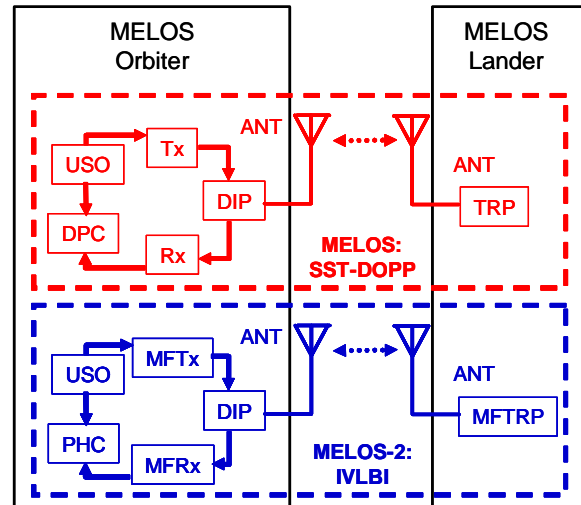 MELOS
Orbiter
MELOS
Lander
ANT
Tx
USO
ANT
DIP
TRP
DPC
Rx
MELOS:
SST-DOPP
ANT
MFTx
USO
ANT
DIP
MFTRP
PHC
MFRx
MELOS-2:
IVLBI